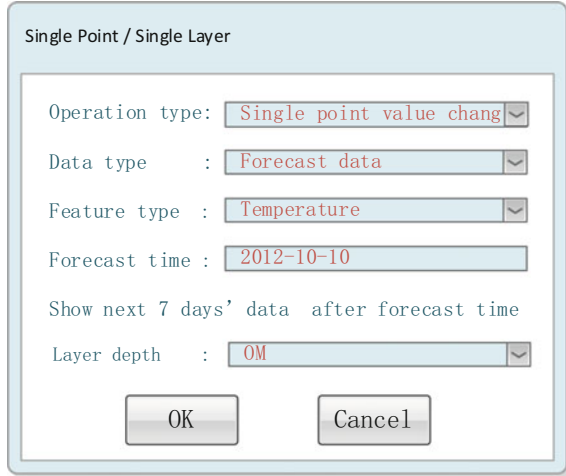 Single Point / Single Layer
Operation type: Single point value chang
Data type : Forecast data
Feature type : Temperature
Forecast time : 2012-10-10
Show next 7 days’ data after forecast time
Layer depth : 0M
OK Cancel